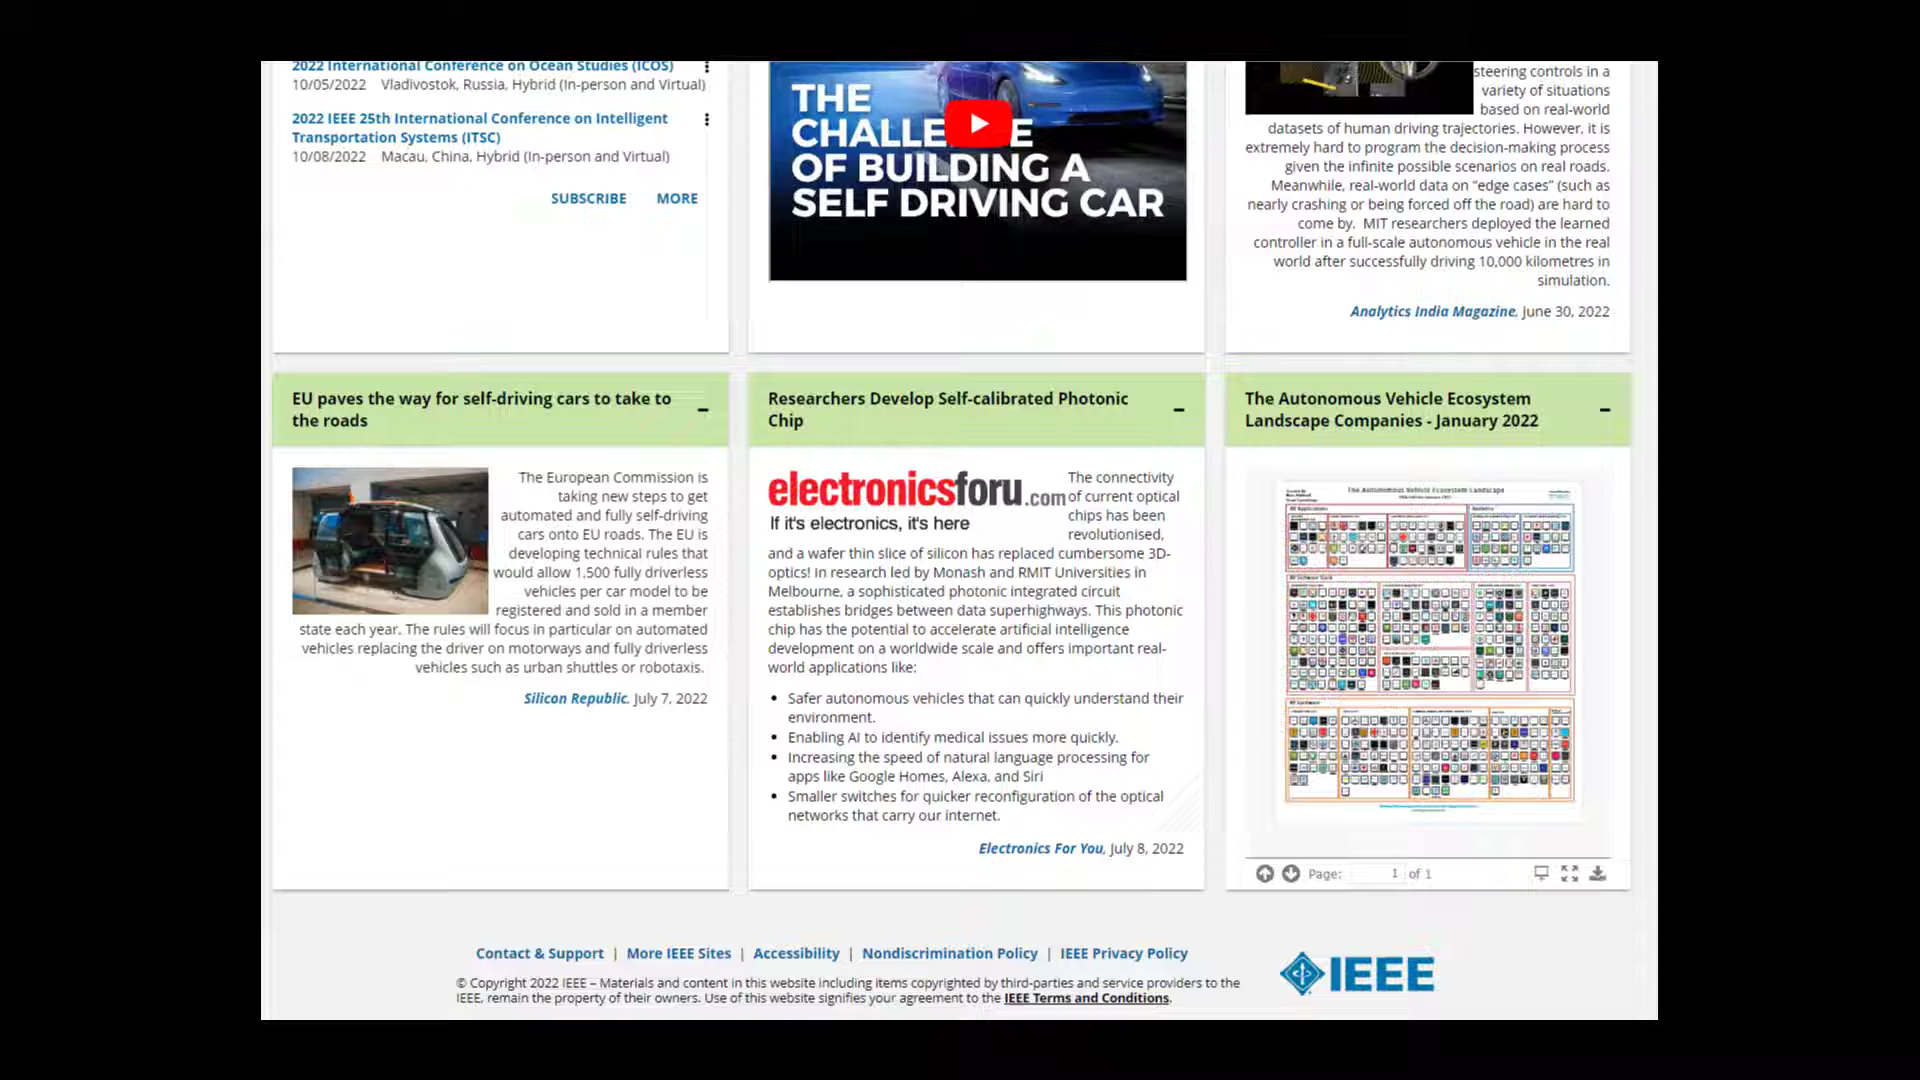 2022 International Conference on Ocean Studies (ICOS)
10/05/2022 Vladivostok, Russia, Hybrid (In-person and Virtual)
2022 IEEE 25th International Conference on Intelligent
Transportation Systems (ITSC)
10/08/2022 Macau, China, Hybrid (In-person and Virtual)
SUBSCRIBE MORE
THE
CHALLE E
OF BUILDING A
SELF DRIVING CAR
steering controls in a
variety of situations
based on real-world
datasets of human driving trajectories. However, it is
extremely hard to program the decision-making process
given the infinite possible scenarios on real roads.
Meanwhile, real-world data on “edge cases” (such as
nearly crashing or being forced off the road) are hard to
come by. MIT researchers deployed the learned
controller in a full-scale autonomous vehicle in the real
world after successfully driving 10,000 kilometres in
simulation.
Analytics India Magazine, June 30, 2022
EU paves the way for self-driving cars to take to
the roads
The European Commission is
taking new steps to get
automated and fully self-driving
cars onto EU roads. The EU is
developing technical rules that
would allow 1,500 fully driverless
vehicles per car model to be
registered and sold in a member
state each year. The rules will focus in particular on automated
vehicles replacing the driver on motorways and fully driverless
vehicles such as urban shuttles or robotaxis.
Silicon Republic, July 7, 2022
Researchers Develop Self-calibrated Photonic
Chip
electronicsforu.com
If it's electronics, it's here
The connectivity
of current optical
chips has been
revolutionised,
and a wafer thin slice of silicon has replaced cumbersome 3D-
optics! In research led by Monash and RMIT Universities in
Melbourne, a sophisticated photonic integrated circuit
establishes bridges between data superhighways. This photonic
chip has the potential to accelerate artificial intelligence
development on a worldwide scale and offers important real-
world applications like:
• Safer autonomous vehicles that can quickly understand their
environment.
• Enabling AI to identify medical issues more quickly.
• Increasing the speed of natural language processing for
apps like Google Homes, Alexa, and Siri
• Smaller switches for quicker reconfiguration of the optical
networks that carry our internet.
Electronics For You, July 8, 2022
The Autonomous Vehicle Ecosystem
Landscape Companies - January 2022
The Autonomous Vehicle Ecosystem Landscape
Page: 1 of 1
Contact & Support | More IEEE Sites | Accessibility | Nondiscrimination Policy | IEEE Privacy Policy
© Copyright 2022 IEEE – Materials and content in this website including items copyrighted by third-parties and service providers to the
IEEE, remain the property of their owners. Use of this website signifies your agreement to the IEEE Terms and Conditions.
IEEE